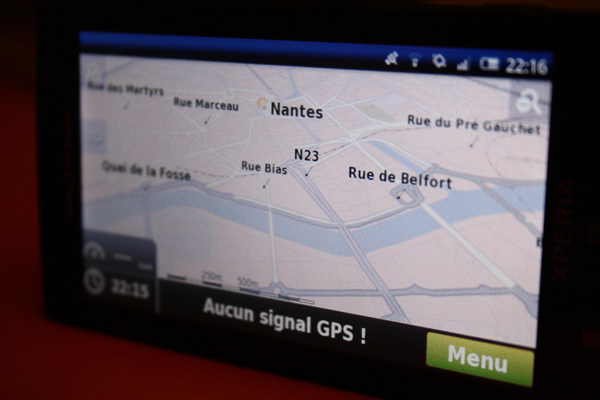 22:16
Rue des Martyrs
Rue Marceau
Nantes
Rue du Pré Gauchet
N23
Quai de la Fosse
Rue Bias
Rue de Belfort
250m
500m
22:15
Aucun signal GPS !
Menu
XPERIA